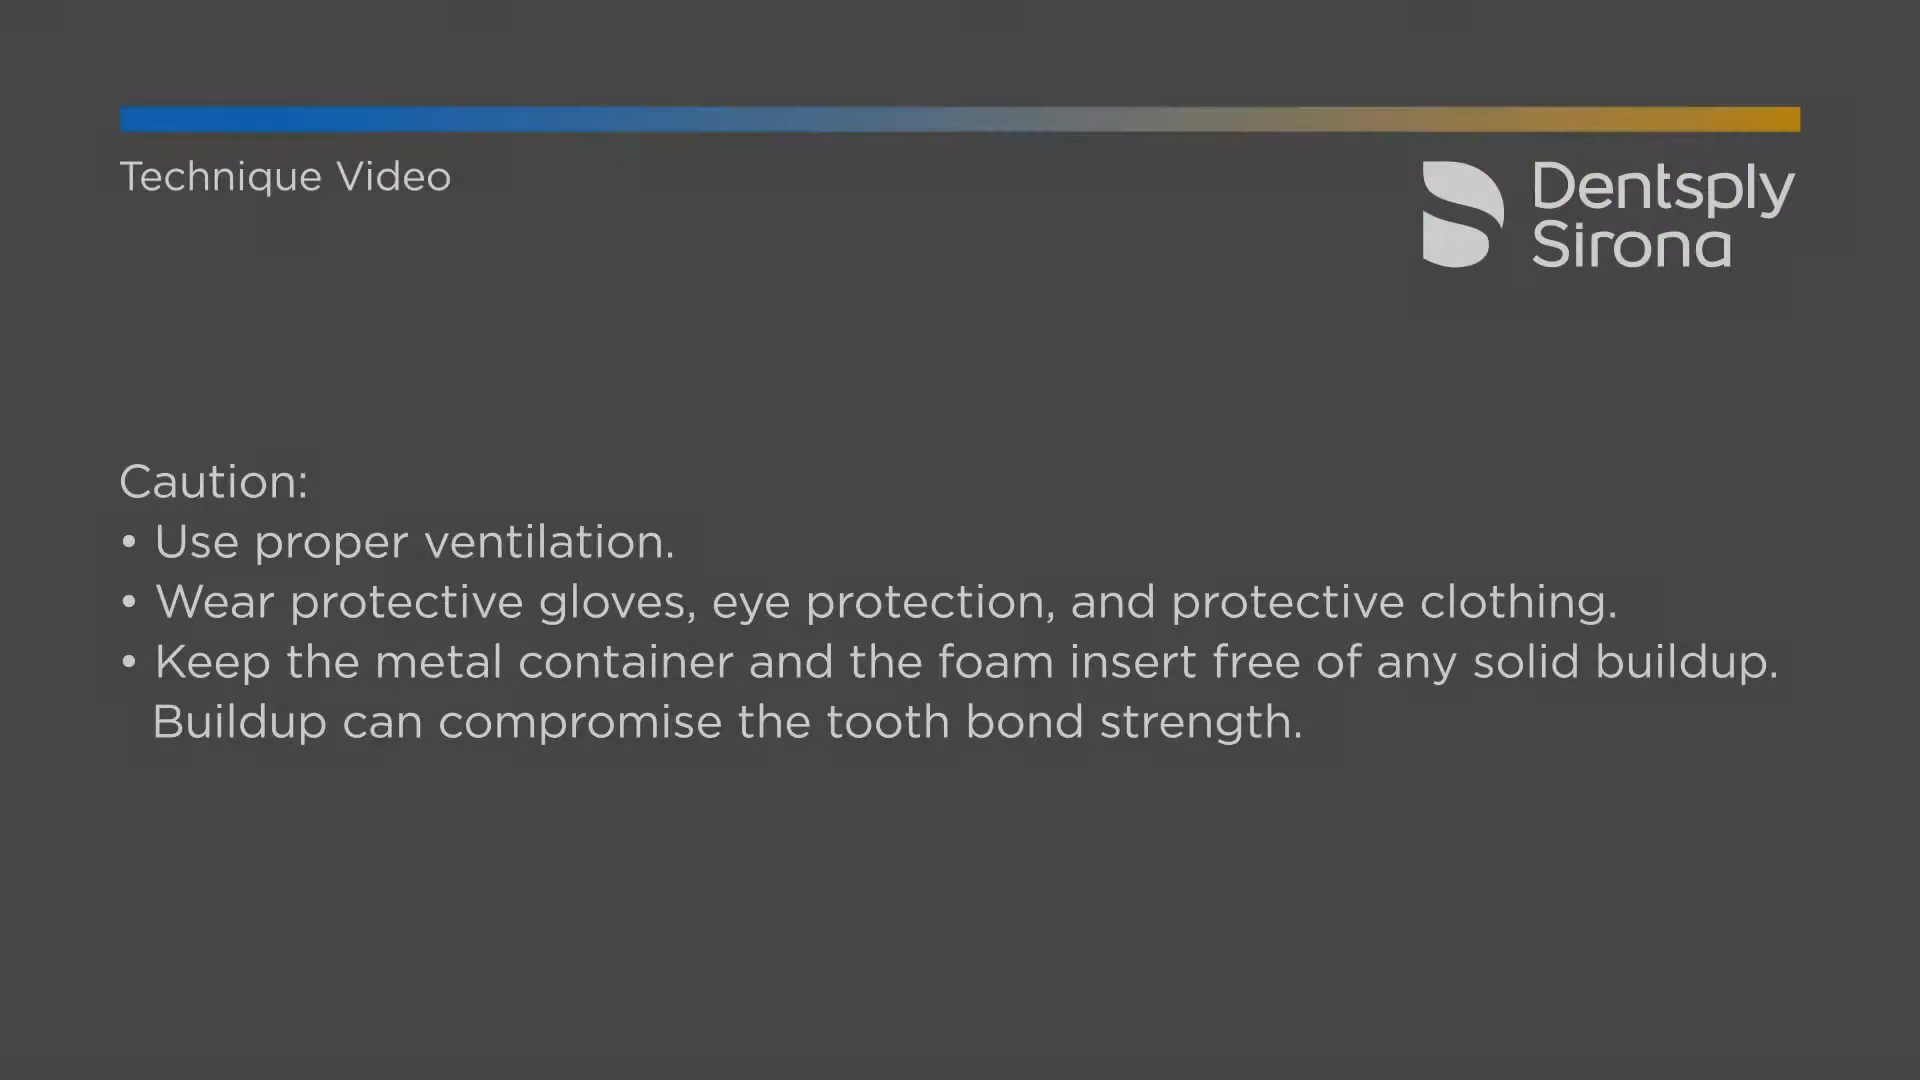 Technique Video
Dentsply
Sirona
Caution:
• Use proper ventilation.
• Wear protective gloves, eye protection, and protective clothing.
• Keep the metal container and the foam insert free of any solid buildup.
Buildup can compromise the tooth bond strength.